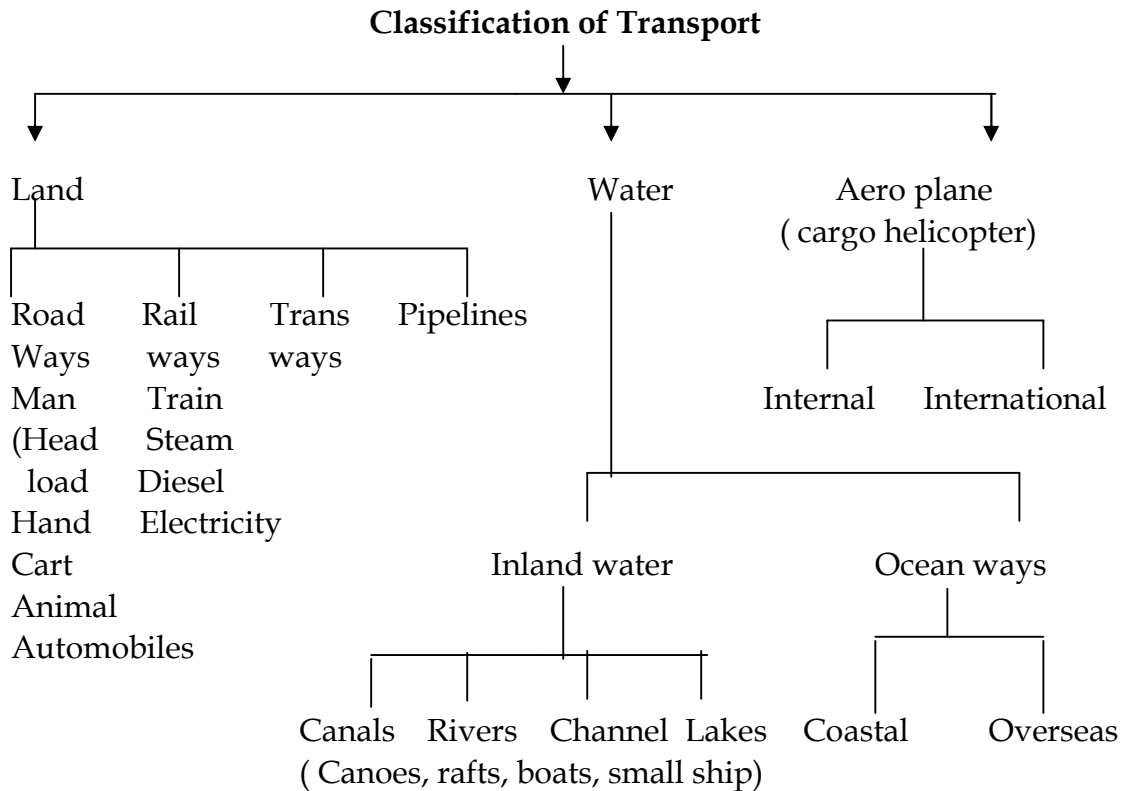 Classification of Transport
Land Water Aero plane
( cargo helicopter)
Road Rail Trans Pipelines
Ways ways ways
Man Train
(Head Steam
load Diesel
Hand Electricity
Cart
Animal
Automobiles
Internal International
Inland water Ocean ways
Canals Rivers Channel Lakes Coastal Overseas
( Canoes, rafts, boats, small ship)